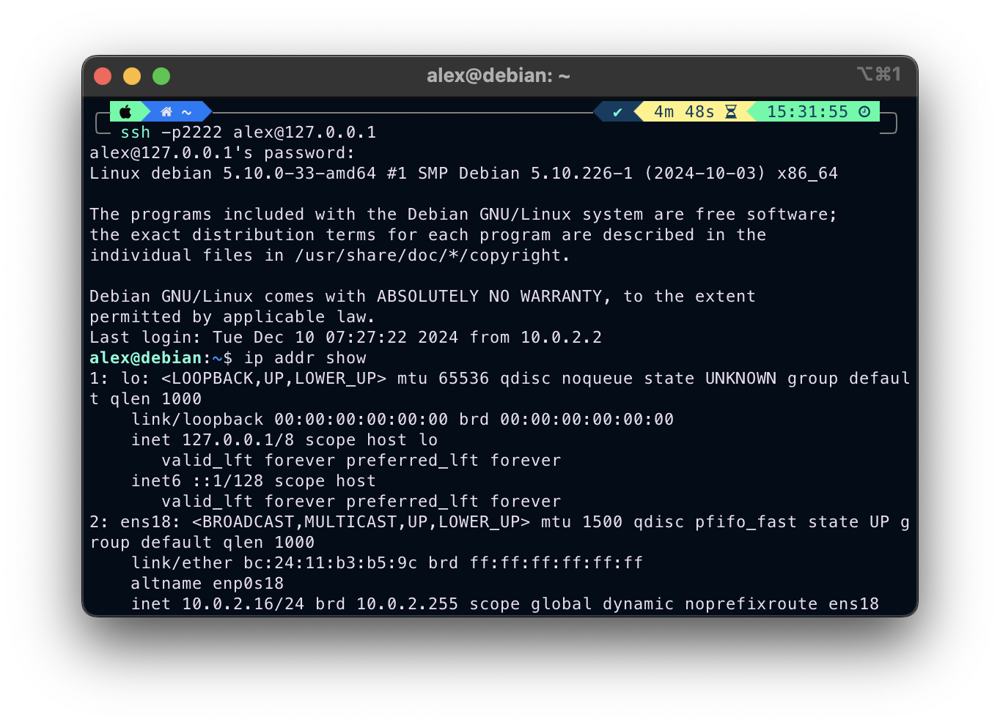 alex@debian: ~ ⌥⌘1
~ ✔ 4m 48s 15:31:55
ssh -p2222 alex@127.0.0.1
alex@127.0.0.1's password:
Linux debian 5.10.0-33-amd64 #1 SMP Debian 5.10.226-1 (2024-10-03) x86_64
The programs included with the Debian GNU/Linux system are free software;
the exact distribution terms for each program are described in the
individual files in /usr/share/doc/*/copyright.
Debian GNU/Linux comes with ABSOLUTELY NO WARRANTY, to the extent
permitted by applicable law.
Last login: Tue Dec 10 07:27:22 2024 from 10.0.2.2
alex@debian:~$ ip addr show
1: lo: <LOOPBACK,UP,LOWER_UP> mtu 65536 qdisc noqueue state UNKNOWN group defaul
t qlen 1000
    link/loopback 00:00:00:00:00:00 brd 00:00:00:00:00:00
    inet 127.0.0.1/8 scope host lo
       valid_lft forever preferred_lft forever
    inet6 ::1/128 scope host
       valid_lft forever preferred_lft forever
2: ens18: <BROADCAST,MULTICAST,UP,LOWER_UP> mtu 1500 qdisc pfifo_fast state UP g
roup default qlen 1000
    link/ether bc:24:11:b3:b5:9c brd ff:ff:ff:ff:ff:ff
    altname enp0s18
    inet 10.0.2.16/24 brd 10.0.2.255 scope global dynamic noprefixroute ens18